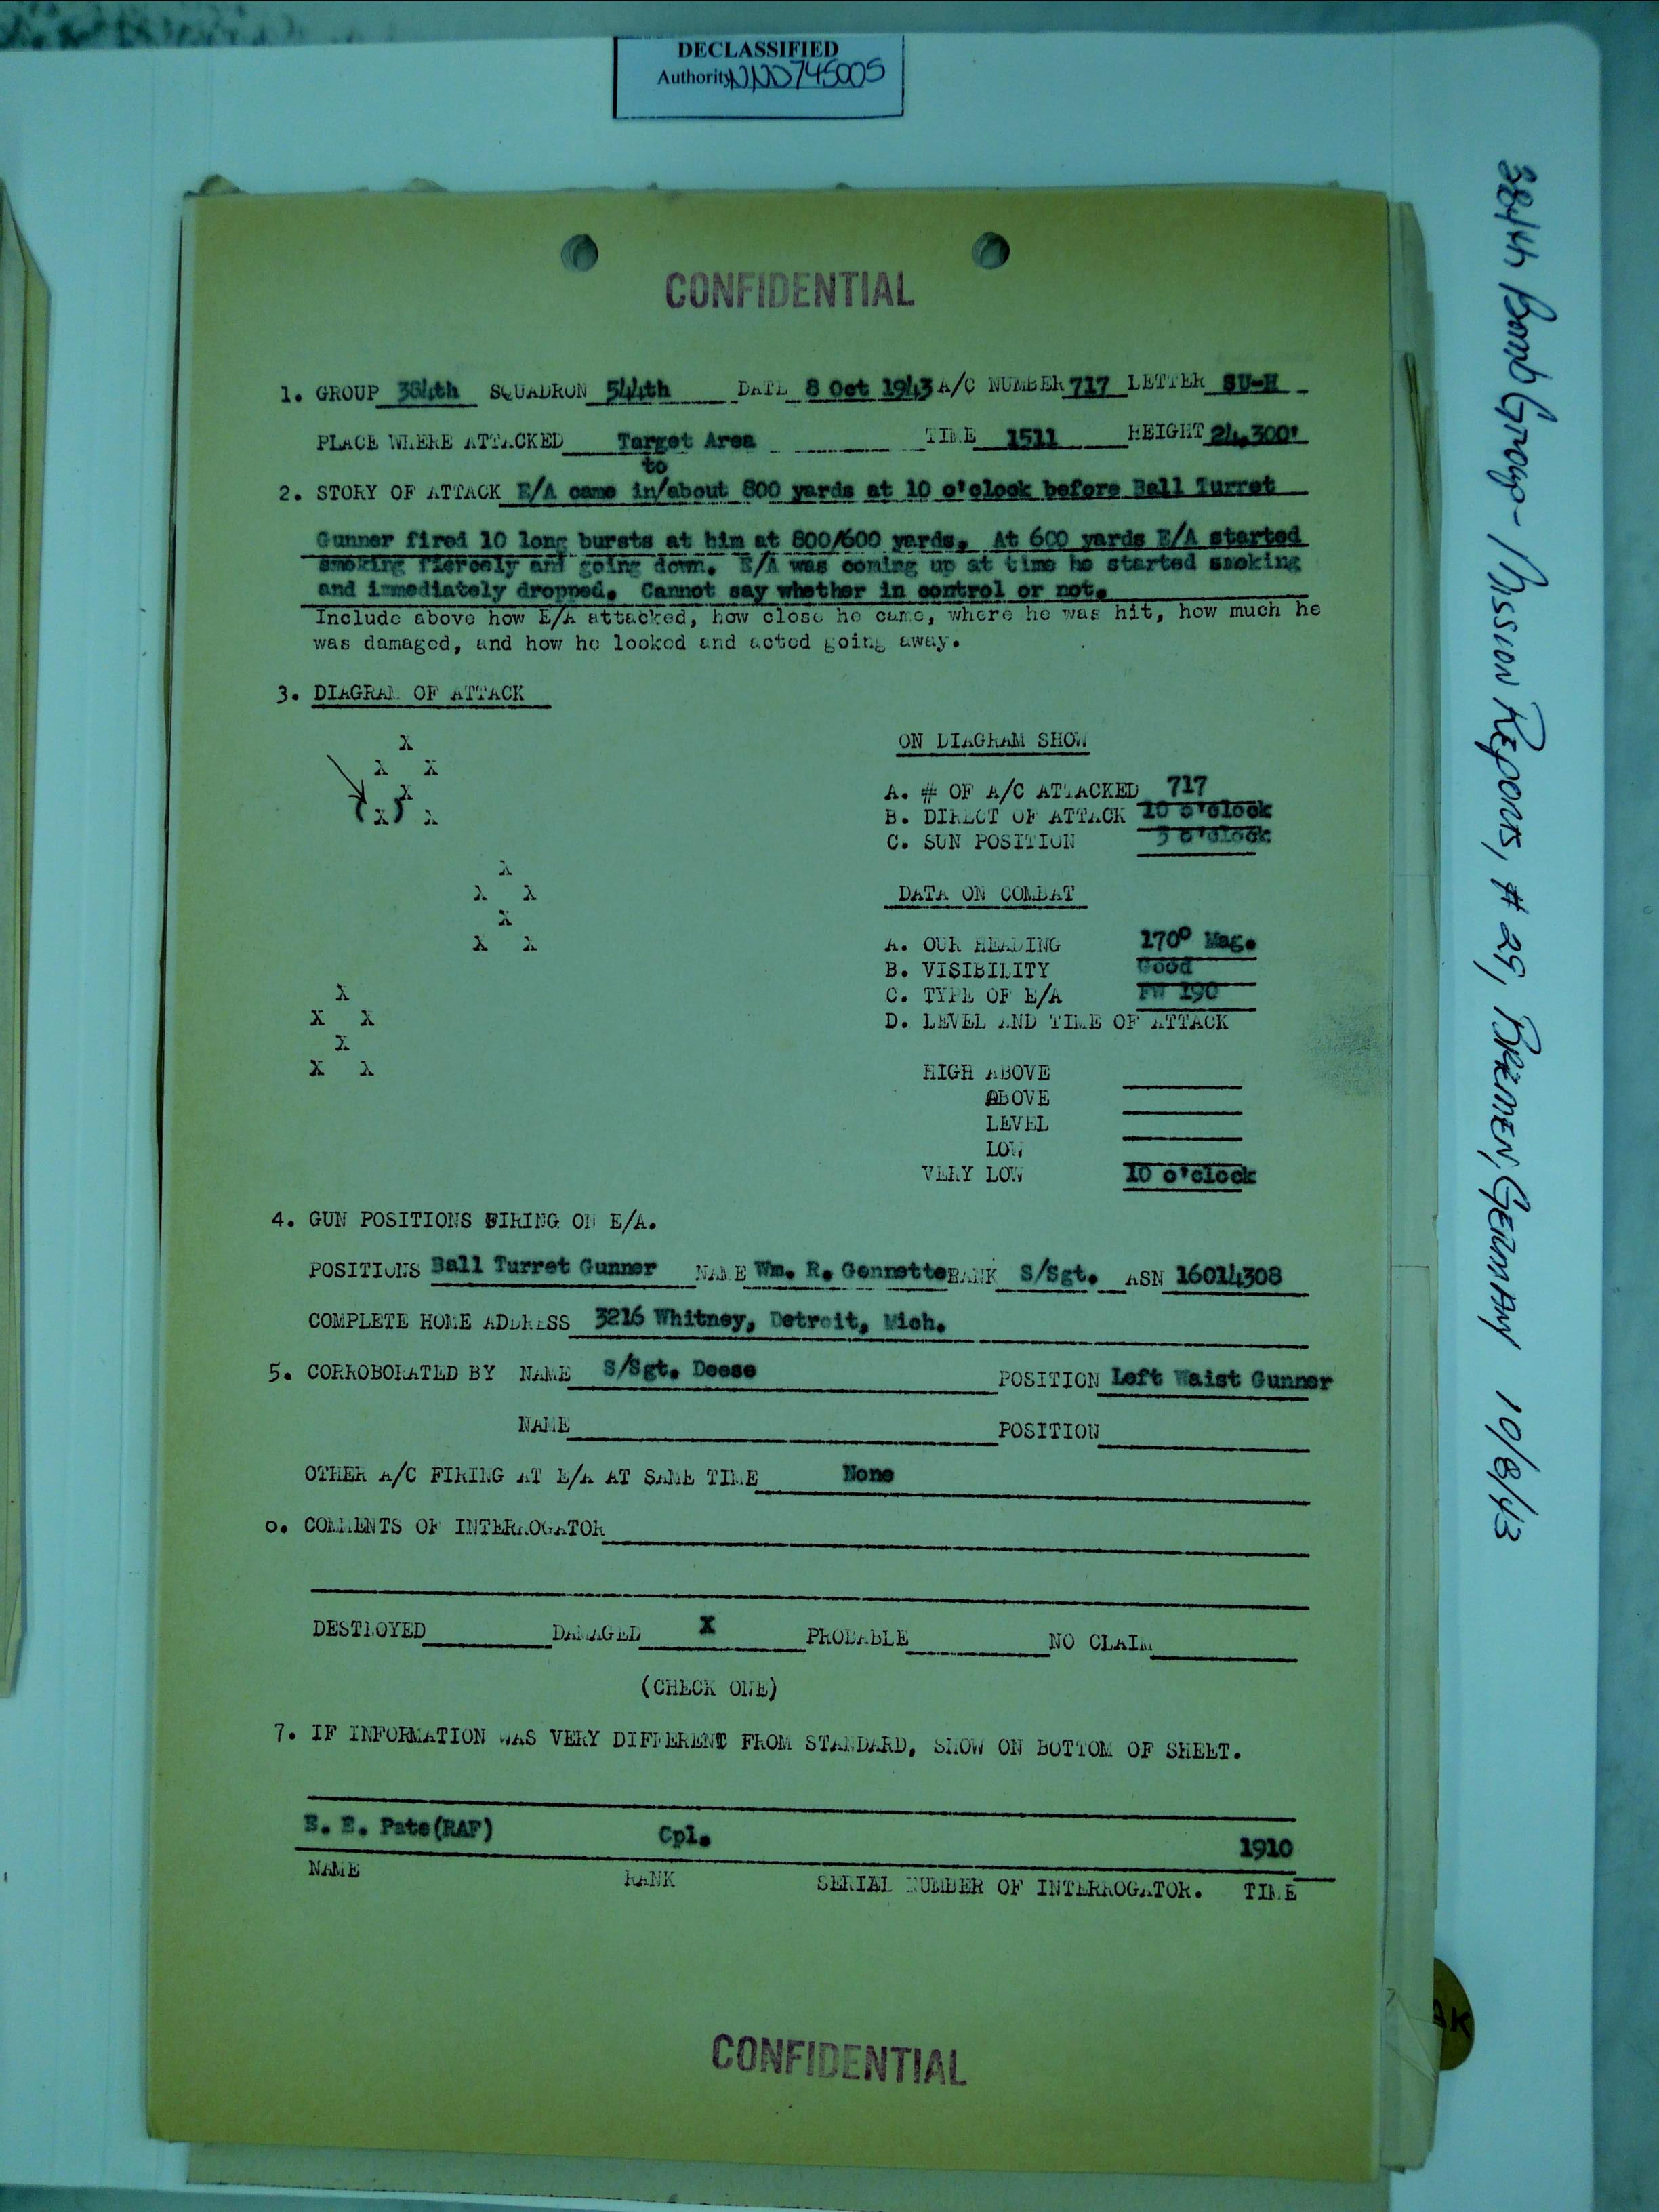 DECLASSIFIED
Authority NND745005
CONFIDENTIAL
1. GROUP 384th SQUADRON 544th DATE 8 Oct 1943 A/C NUMBER 717 LETTER SU-H
PLACE WHERE ATTACKED Target Area TIME 1511 HEIGHT 24,300'
to
2. STORY OF ATTACK E/A came in/about 800 yards at 10 o'clock before Ball Turret
Gunner fired 10 long bursts at him at 800/600 yards. At 600 yards E/A started
smoking fiercely and going down. E/A was coming up at time he started smoking
and immediately dropped. Cannot say whether in control or not.
Include above how E/A attacked, how close he came, where he was hit, how much he
was damaged, and how he looked and acted going away.
3. DIAGRAM OF ATTACK
X
X X
X
(X) X
X
X X
X
X X
X
X X
X
X X
ON DIAGRAM SHOW
A. # OF A/C ATTACKED 717
B. DIRECT OF ATTACK 10 o'clock
C. SUN POSITION 3 o'clock
DATA ON COMBAT
A. OUR HEADING 170° Mag.
B. VISIBILITY Good
C. TYPE OF E/A FW 190
D. LEVEL AND TIME OF ATTACK
HIGH ABOVE
ABOVE
LEVEL
LOW
VERY LOW 10 o'clock
4. GUN POSITIONS FIRING ON E/A.
POSITIONS Ball Turret Gunner NAME Wm. R. Gennette RANK S/Sgt. ASN 16014308
COMPLETE HOME ADDRESS 3216 Whitney, Detroit, Mich.
5. CORROBORATED BY NAME S/Sgt. Deese POSITION Left Waist Gunner
NAME POSITION
OTHER A/C FIRING AT E/A AT SAME TIME None
6. COMMENTS OF INTERROGATOR
DESTROYED DAMAGED X PROBABLE NO CLAIM
(CHECK ONE)
7. IF INFORMATION WAS VERY DIFFERENT FROM STANDARD, SHOW ON BOTTOM OF SHEET.
E. E. Pate(RAF) Cpl. 1910
NAME RANK SERIAL NUMBER OF INTERROGATOR. TIME
CONFIDENTIAL
384th Bomb Group - Mission Reports, # 25, BREMEN, GERMANY 10/8/43
AK